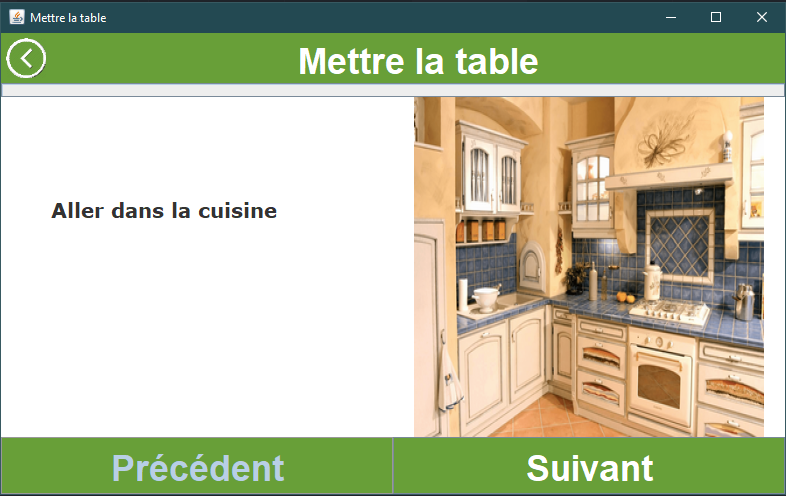 Mettre la table
Mettre la table
Aller dans la cuisine
Précédent
Suivant